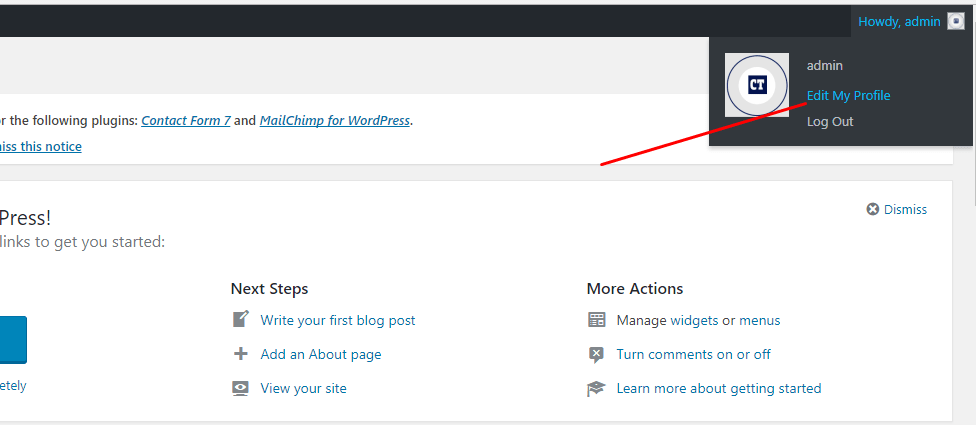 Howdy, admin
CT
admin
Edit My Profile
Log Out
r the following plugins: Contact Form 7 and MailChimp for WordPress.
iss this notice
Press!
links to get you started:
Dismiss
etely
Next Steps
Write your first blog post
Add an About page
View your site
More Actions
Manage widgets or menus
Turn comments on or off
Learn more about getting started